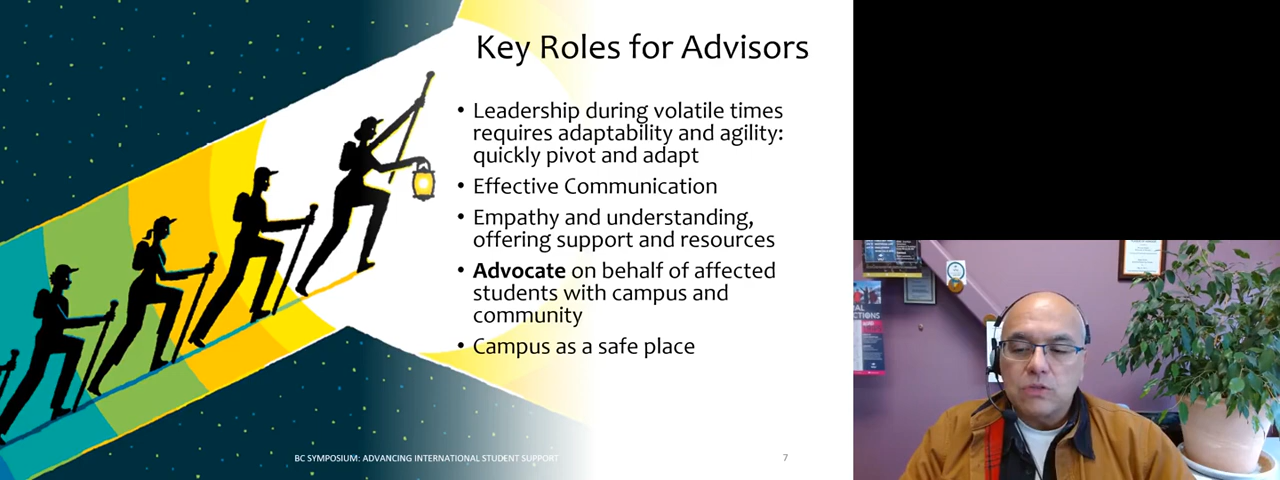 Key Roles for Advisors
• Leadership during volatile times
requires adaptability and agility:
quickly pivot and adapt
• Effective Communication
• Empathy and understanding,
offering support and resources
• Advocate on behalf of affected
students with campus and
community
• Campus as a safe place
BC SYMPOSIUM: ADVANCING INTERNATIONAL STUDENT SUPPORT
7